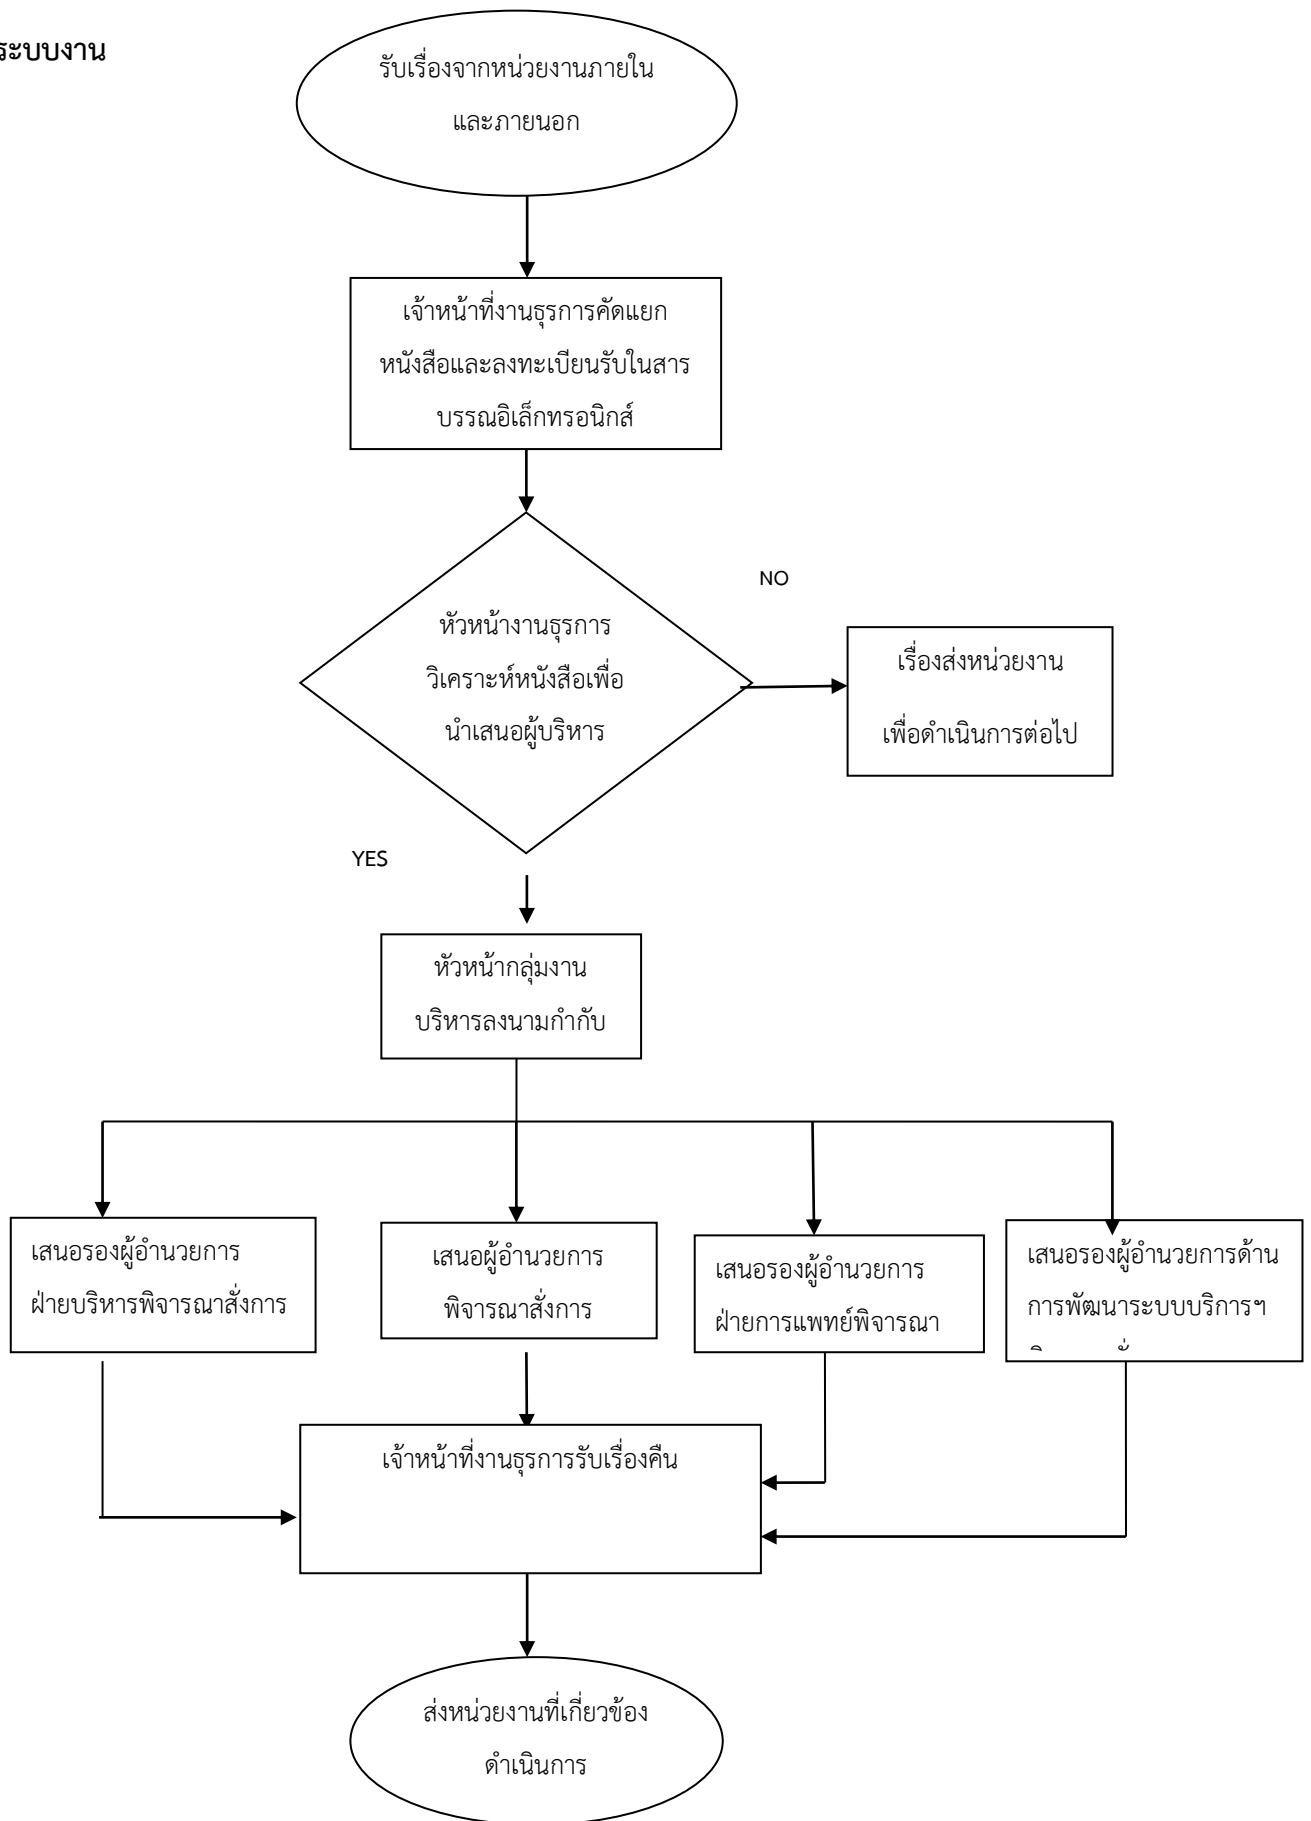 ระบบงาน
รับเรื่องจากหน่วยงานภายใน
และภายนอก
เจ้าหน้าที่งานธุรการคัดแยก
หนังสือและลงทะเบียนรับในสาร
บรรณอิเล็กทรอนิกส์
NO
หัวหน้างานธุรการ
วิเคราะห์หนังสือเพื่อ
นำเสนอผู้บริหาร
เรื่องส่งหน่วยงาน
เพื่อดำเนินการต่อไป
YES
หัวหน้ากลุ่มงาน
บริหารลงนามกำกับ
เสนอรองผู้อำนวยการ
ฝ่ายบริหารพิจารณาสั่งการ
เสนอผู้อำนวยการ
พิจารณาสั่งการ
เสนอรองผู้อำนวยการ
ฝ่ายการแพทย์พิจารณา
เสนอรองผู้อำนวยการด้าน
การพัฒนาระบบบริการฯ
เจ้าหน้าที่งานธุรการรับเรื่องคืน
ส่งหน่วยงานที่เกี่ยวข้อง
ดำเนินการ